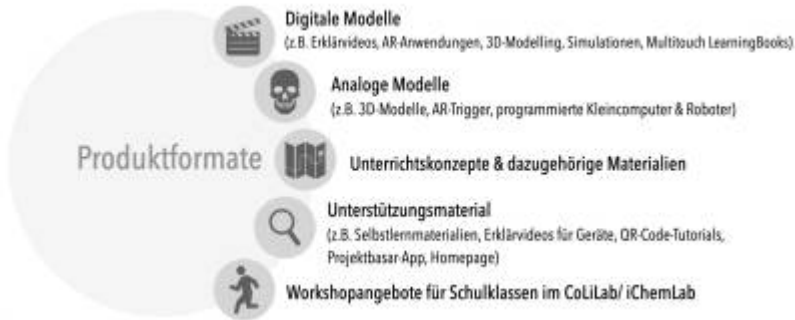 Digitale Modelle
(z.B. Erklärvideos, AR-Anwendungen, 3D-Modelling, Simulationen, Multitouch LearningBooks)
Analoge Modelle
(z.B. 3D-Modelle, AR-Trigger, programmierte Kleincomputer & Roboter)
Produktformate
Unterrichtskonzepte & dazugehörige Materialien
Unterstützungsmaterial
(z.B. Selbstlernmaterialien, Erklärvideos für Geräte, QR-Code-Tutorials,
Projektbasar-App, Homepage)
Workshopangebote für Schulklassen im CoLiLab/ iChemLab